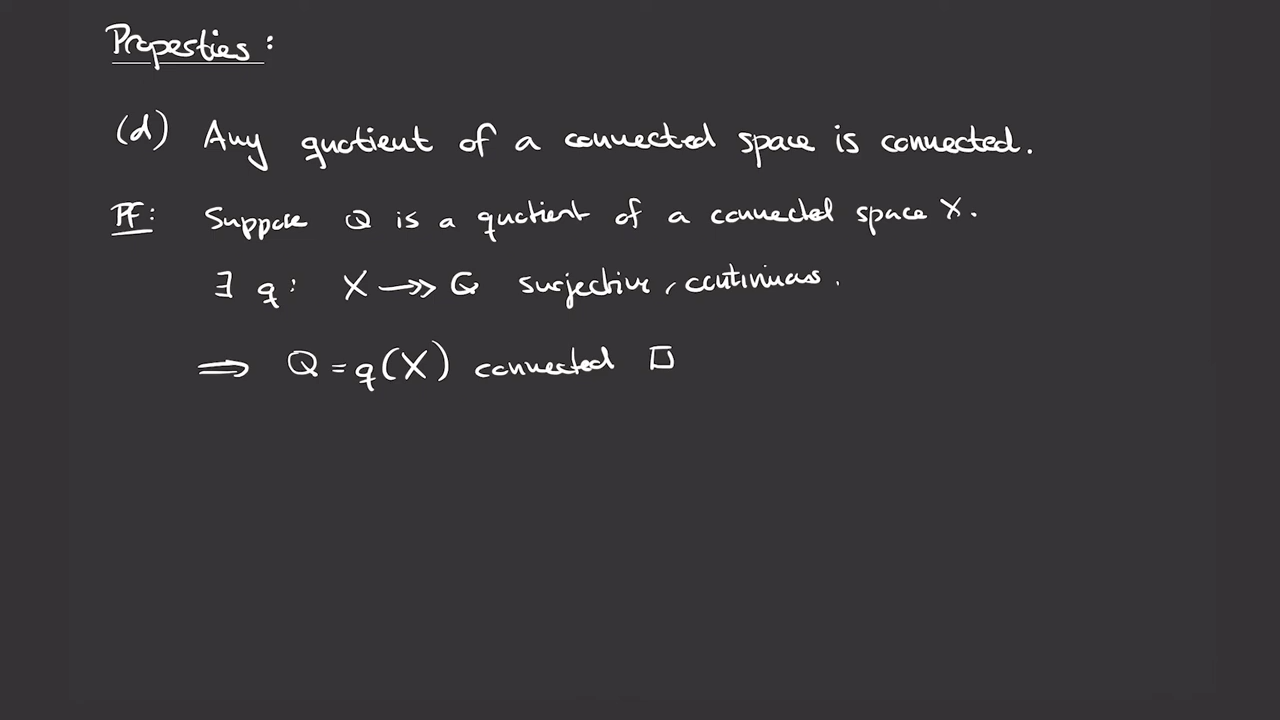 Properties:
(d) Any quotient of a connected space is connected.
Pf: Suppose Q is a quotient of a connected space X.
∃ q: X ↠ Q surjective, continuous.
⟹ Q = q(X) connected □